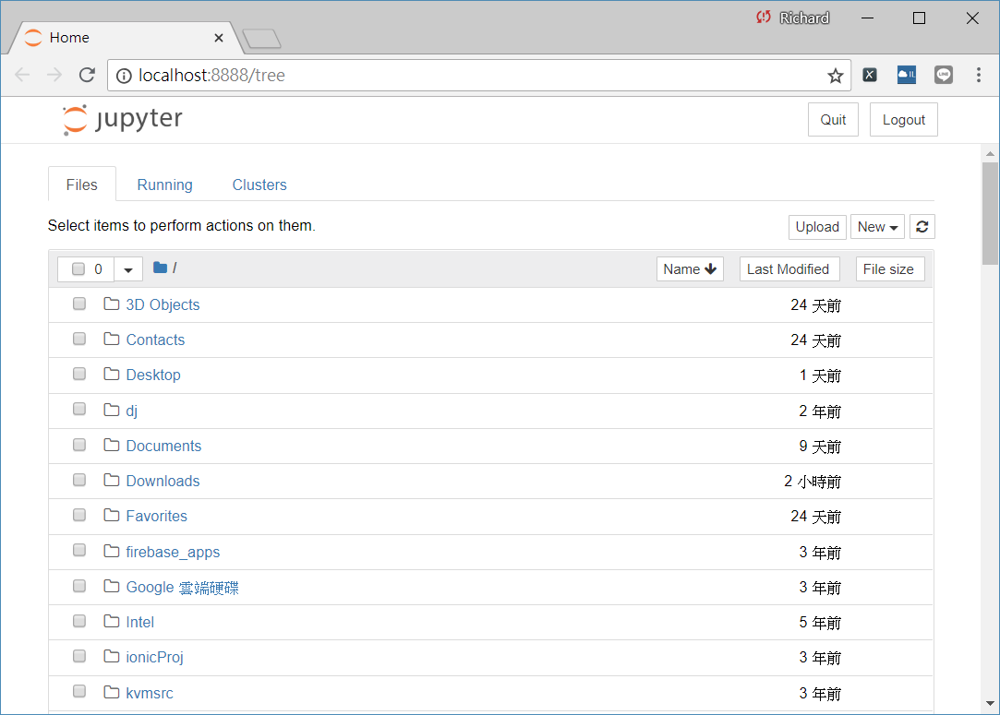 Richard
Home
localhost:8888/tree
X
IL
LINE
jupyter
Quit
Logout
Files
Running
Clusters
Select items to perform actions on them.
Upload
New
0
/
Name
Last Modified
File size
3D Objects 24 天前
Contacts 24 天前
Desktop 1 天前
dj 2 年前
Documents 9 天前
Downloads 2 小時前
Favorites 24 天前
firebase_apps 3 年前
Google 雲端硬碟 3 年前
Intel 5 年前
ionicProj 3 年前
kvmsrc 3 年前